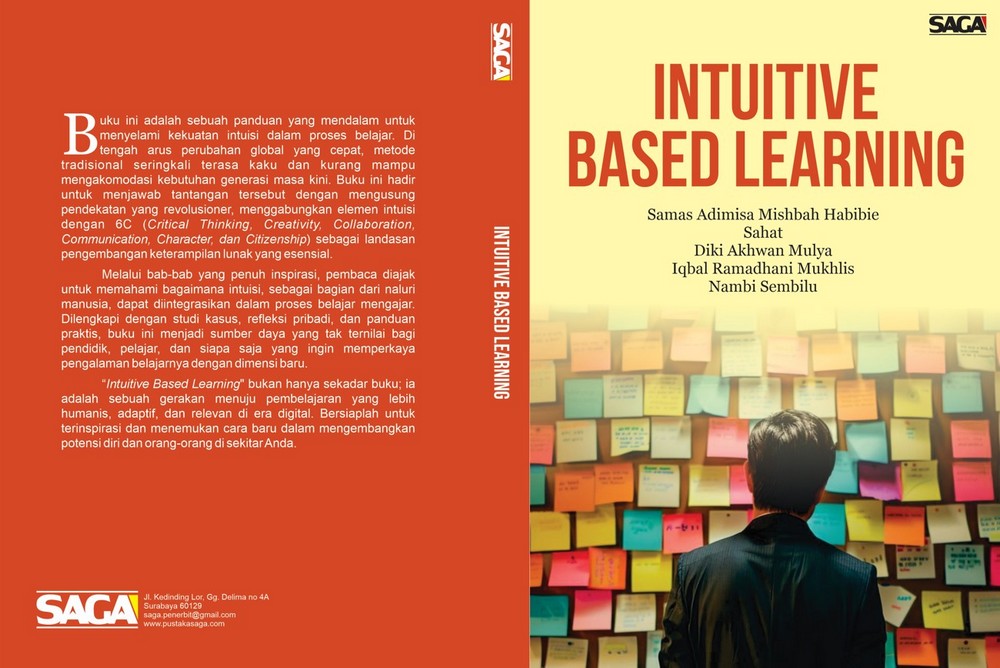 Buku ini adalah sebuah panduan yang mendalam untuk
menyelami kekuatan intuisi dalam proses belajar. Di
tengah arus perubahan global yang cepat, metode
tradisional seringkali terasa kaku dan kurang mampu
mengakomodasi kebutuhan generasi masa kini. Buku ini hadir
untuk menjawab tantangan tersebut dengan mengusung
pendekatan yang revolusioner, menggabungkan elemen intuisi
dengan 6C (Critical Thinking, Creativity, Collaboration,
Communication, Character, dan Citizenship) sebagai landasan
pengembangan keterampilan lunak yang esensial.
Melalui bab-bab yang penuh inspirasi, pembaca diajak
untuk memahami bagaimana intuisi, sebagai bagian dari naluri
manusia, dapat diintegrasikan dalam proses belajar mengajar.
Dilengkapi dengan studi kasus, refleksi pribadi, dan panduan
praktis, buku ini menjadi sumber daya yang tak ternilai bagi
pendidik, pelajar, dan siapa saja yang ingin memperkaya
pengalaman belajarnya dengan dimensi baru.
"Intuitive Based Learning" bukan hanya sekadar buku; ia
adalah sebuah gerakan menuju pembelajaran yang lebih
humanis, adaptif, dan relevan di era digital. Bersiaplah untuk
terinspirasi dan menemukan cara baru dalam mengembangkan
potensi diri dan orang-orang di sekitar Anda.
SAGA
Jl. Kedinding Lor, Gg. Delima no 4A
Surabaya 60129
saga.penerbit@gmail.com
www.pustakasaga.com
SAGA
INTUITIVE BASED LEARNING
SAGA
INTUITIVE
BASED LEARNING
Samas Adimisa Mishbah Habibie
Sahat
Diki Akhwan Mulya
Iqbal Ramadhani Mukhlis
Nambi Sembilu